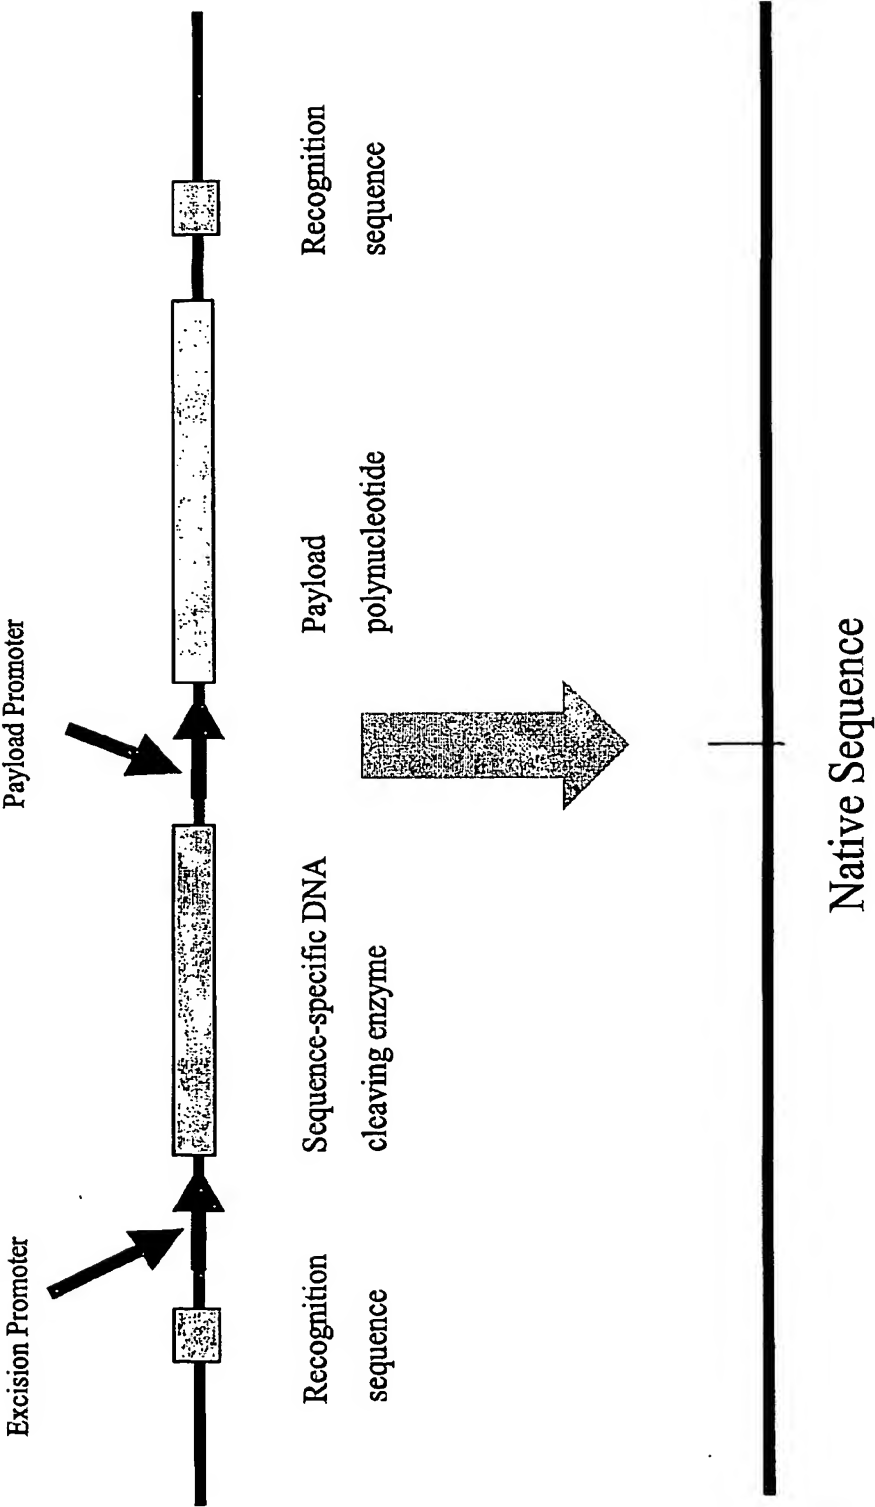 Excision Promoter
Payload Promoter
Recognition
sequence
Sequence-specific DNA
cleaving enzyme
Payload
polynucleotide
Recognition
sequence
Native Sequence